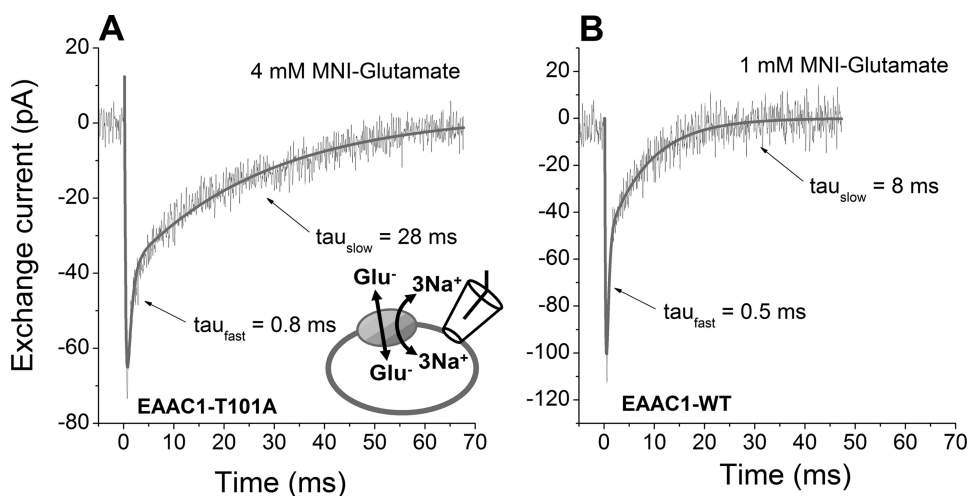 A
4 mM MNI-Glutamate
Exchange current (pA)
20
0
-20
-40
-60
-80
tau_slow = 28 ms
tau_fast = 0.8 ms
Glu⁻
3Na⁺
Glu⁻
3Na⁺
EAAC1-T101A
0 10 20 30 40 50 60 70
Time (ms)
B
1 mM MNI-Glutamate
20
0
-20
-40
-60
-80
-100
-120
tau_slow = 8 ms
tau_fast = 0.5 ms
EAAC1-WT
0 10 20 30 40 50 60 70
Time (ms)